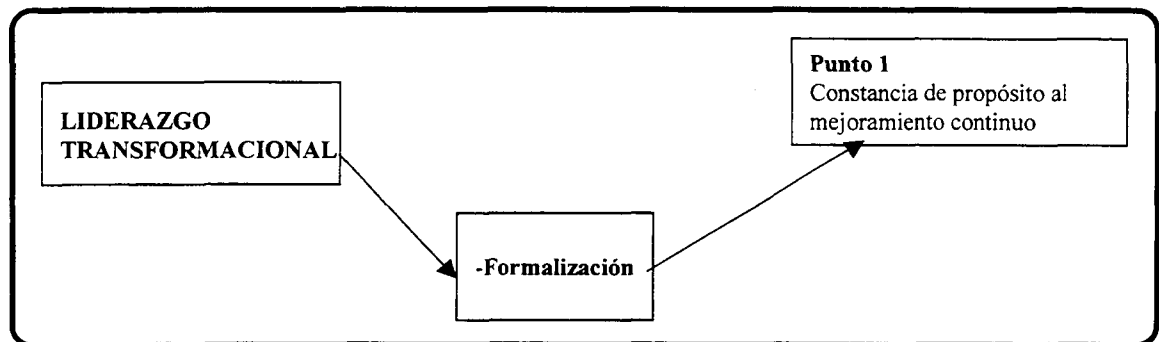 LIDERAZGO
TRANSFORMACIONAL
Punto 1
Constancia de propósito al
mejoramiento continuo
-Formalización